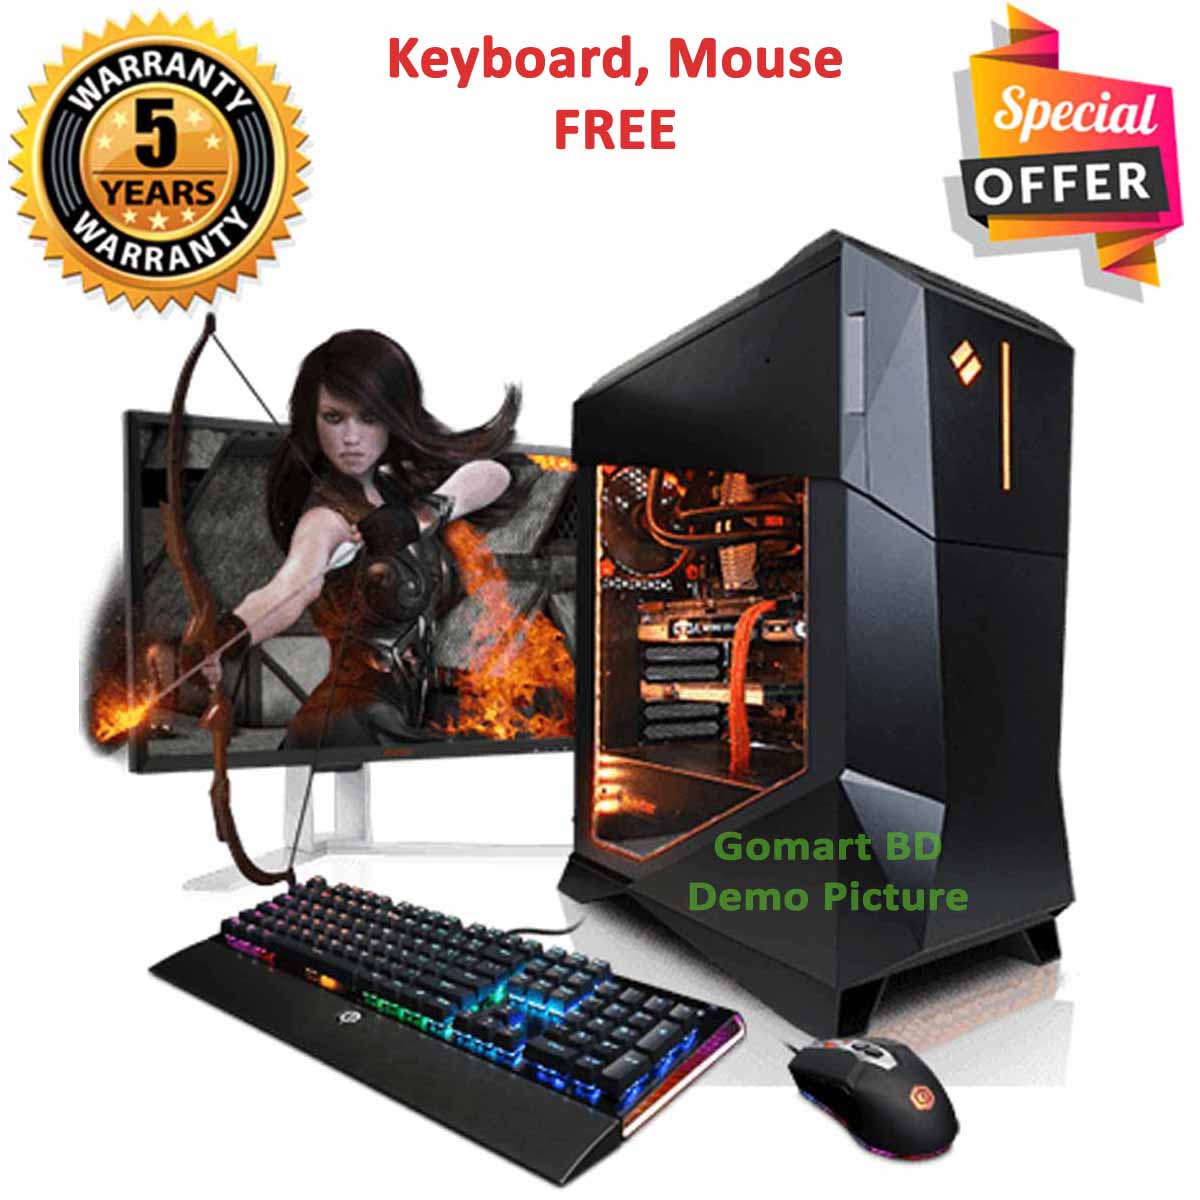 WARRANTY
5
YEARS
WARRANTY
Keyboard, Mouse
FREE
Special
OFFER
Gomart BD
Demo Picture